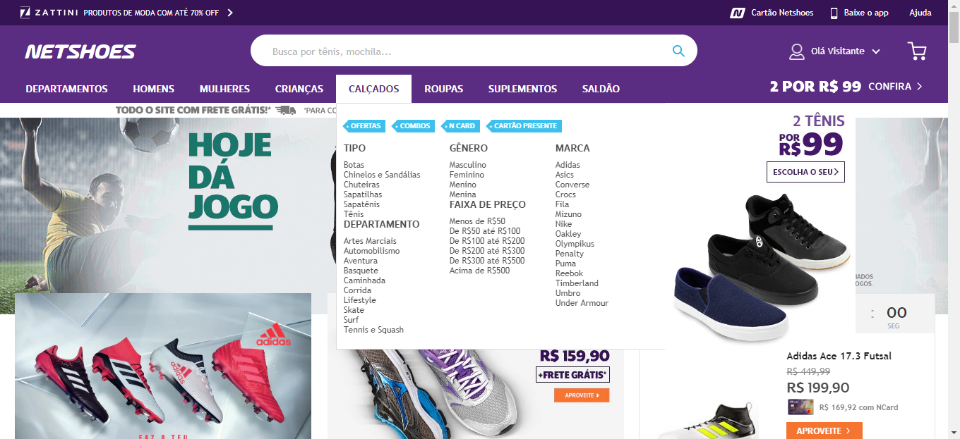 ZATTINI PRODUTOS DE MODA COM ATÉ 70% OFF
Cartão Netshoes
Baixe o app
Ajuda
NETSHOES
Busca por tênis, mochila...
Olá Visitante
DEPARTAMENTOS
HOMENS
MULHERES
CRIANÇAS
CALÇADOS
ROUPAS
SUPLEMENTOS
SALDÃO
2 POR R$ 99 CONFIRA
TODO O SITE COM FRETE GRÁTIS!*
*PARA CO
HOJE
DÁ
JOGO
OFERTAS
COMBOS
N CARD
CARTÃO PRESENTE
TIPO
Botas
Chinelos e Sandálias
Chuteiras
Sapatilhas
Sapatênis
Tênis
DEPARTAMENTO
Artes Marciais
Automobilismo
Aventura
Basquete
Caminhada
Corrida
Lifestyle
Skate
Surf
Tennis e Squash
GÊNERO
Masculino
Feminino
Menino
Menina
FAIXA DE PREÇO
Menos de R$50
De R$50 até R$100
De R$100 até R$200
De R$200 até R$300
De R$300 até R$500
Acima de R$500
MARCA
Adidas
Asics
Converse
Crocs
Fila
Mizuno
Nike
Oakley
Olympikus
Penalty
Puma
Reebok
Timberland
Umbro
Under Armour
2 TÊNIS
POR
R$99
ESCOLHA O SEU
: 00
SEG
adidas
R$ 159,90
+FRETE GRÁTIS*
APROVEITE
Adidas Ace 17.3 Futsal
R$ 449,99
R$ 199,90
R$ 169,92 com NCard
APROVEITE